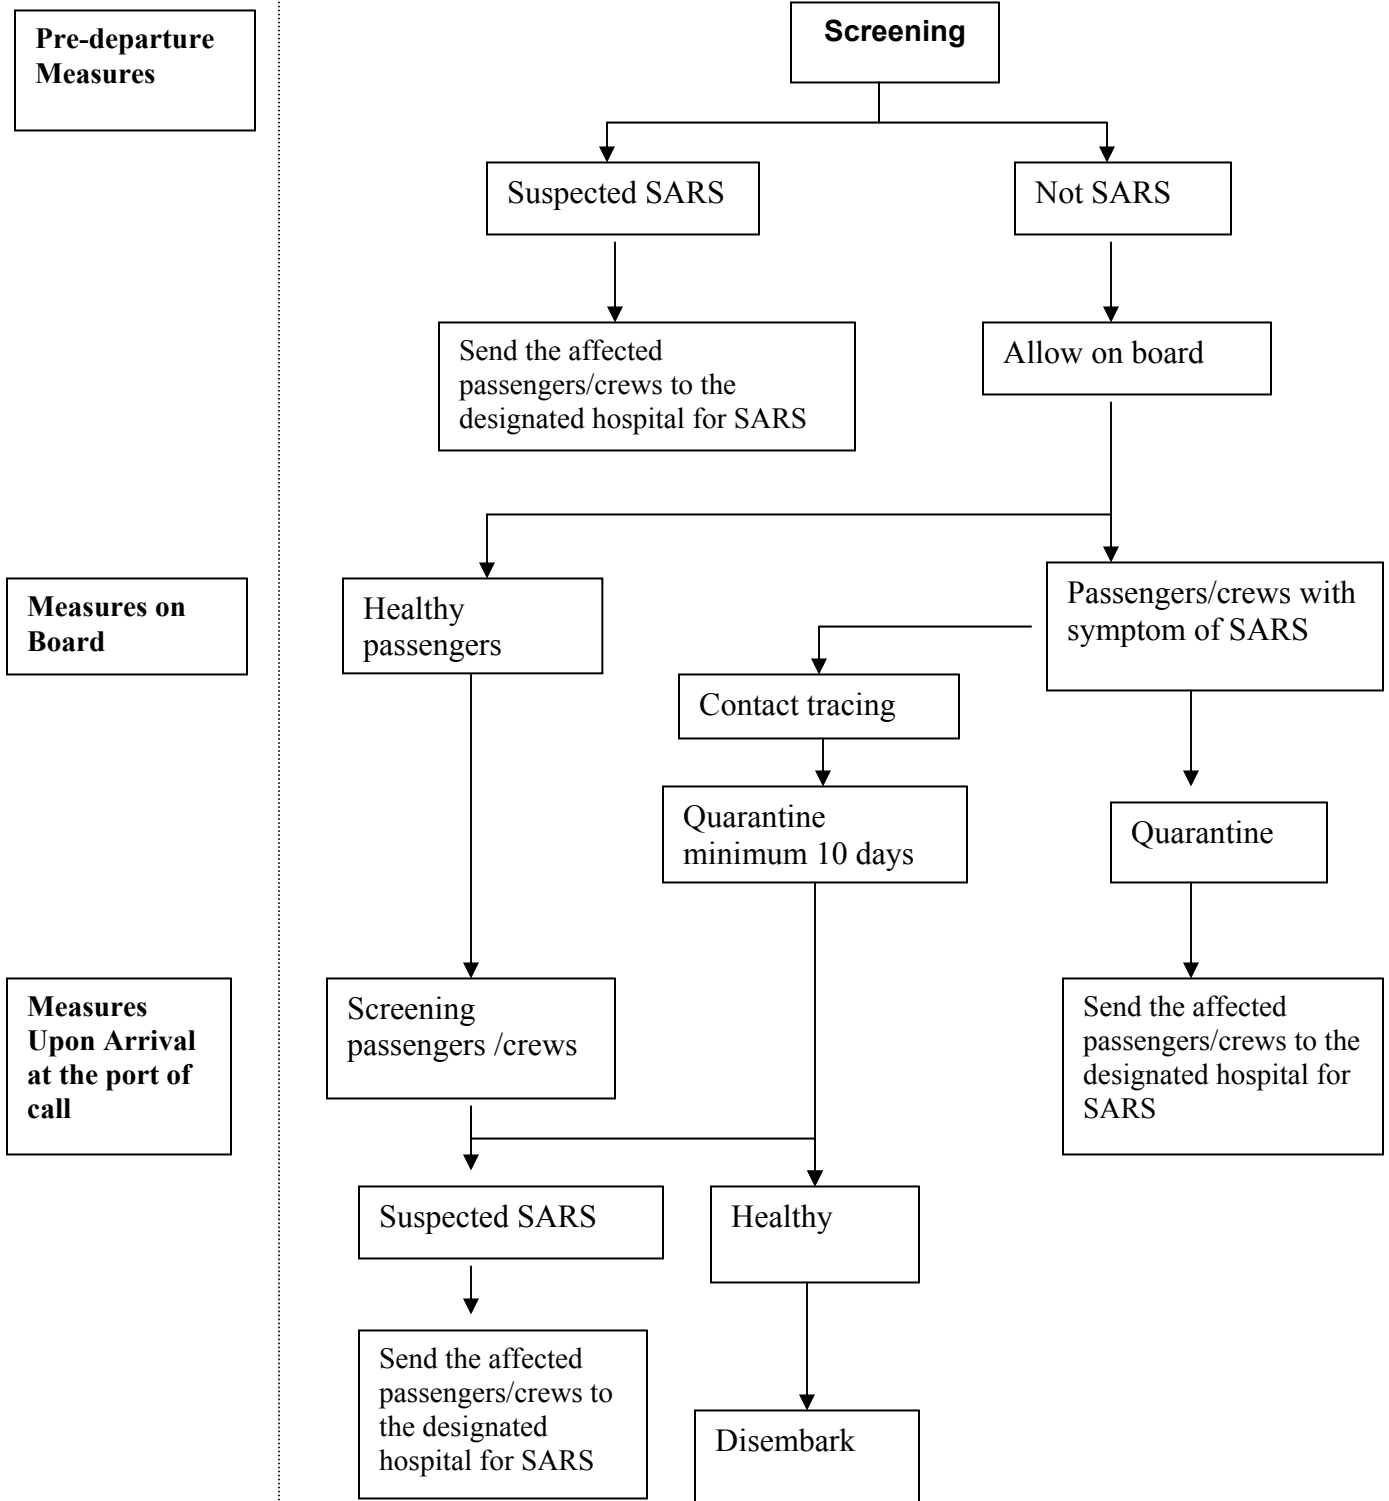 Pre-departure
Measures
Screening
Suspected SARS
Not SARS
Send the affected
passengers/crews to the
designated hospital for SARS
Allow on board
Measures on
Board
Healthy
passengers
Passengers/crews with
symptom of SARS
Contact tracing
Quarantine
minimum 10 days
Quarantine
Measures
Upon Arrival
at the port of
call
Screening
passengers /crews
Send the affected
passengers/crews to the
designated hospital for
SARS
Suspected SARS
Healthy
Send the affected
passengers/crews to
the designated
hospital for SARS
Disembark